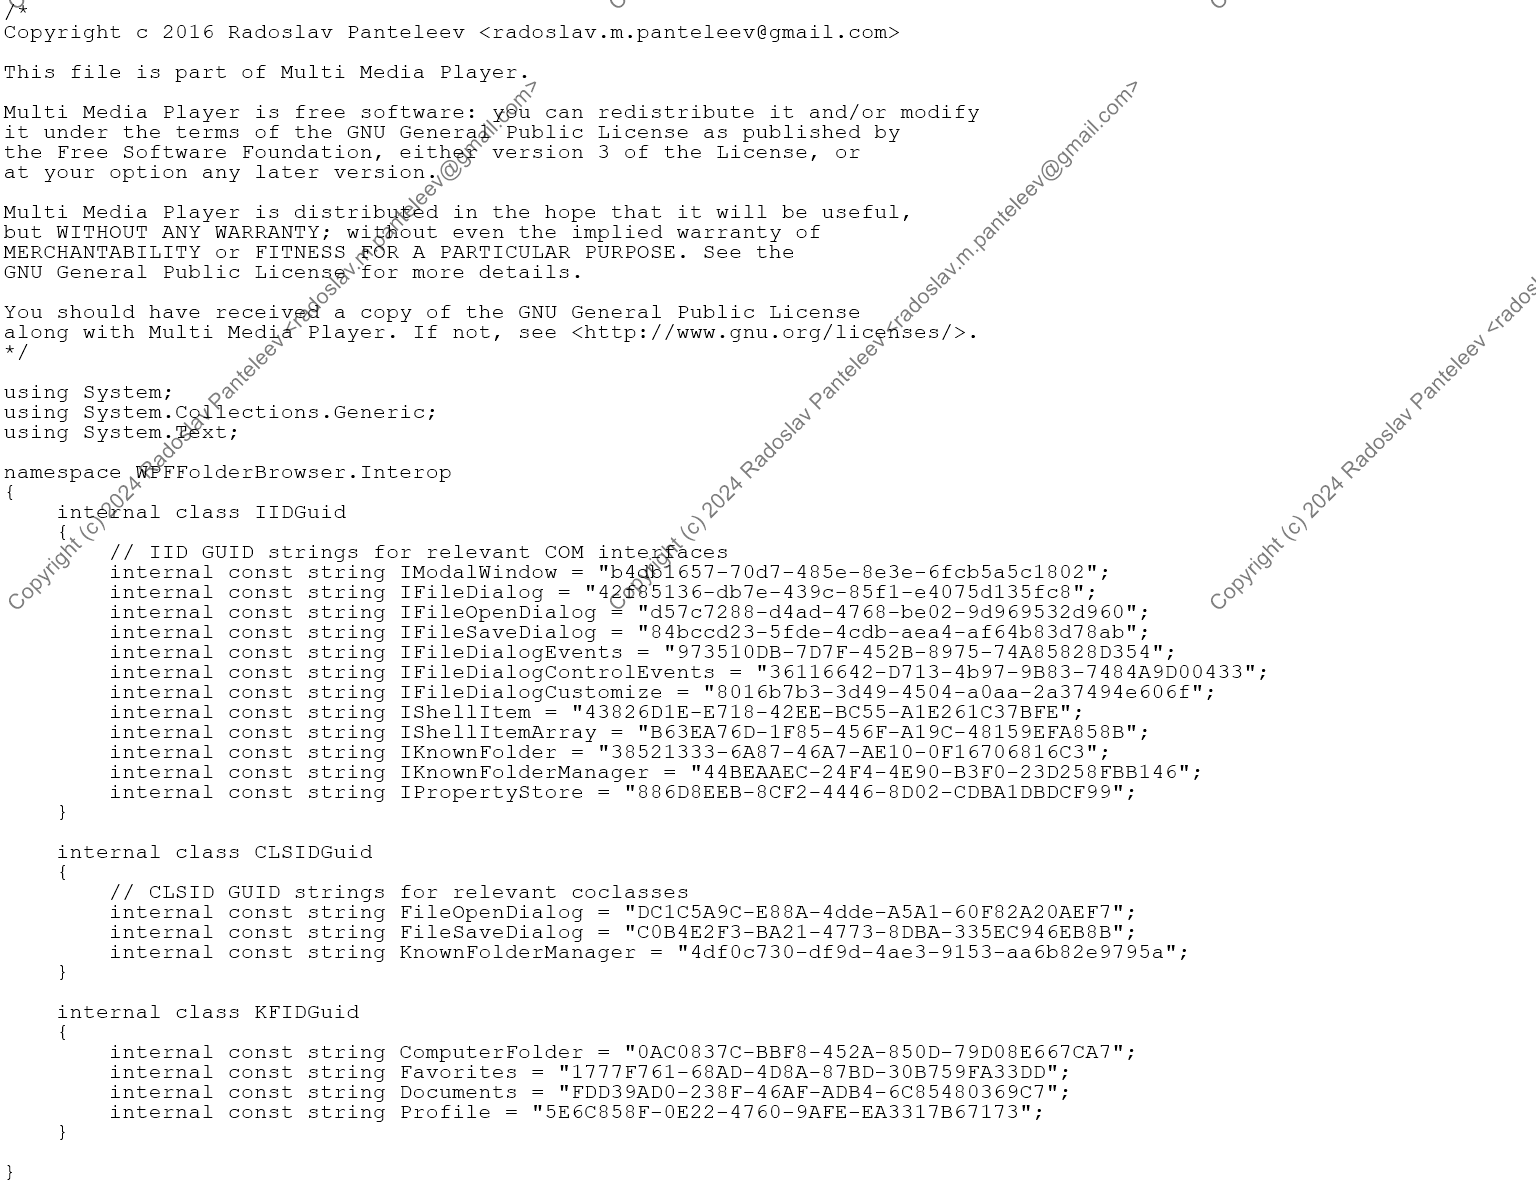 /*
Copyright c 2016 Radoslav Panteleev <radoslav.m.panteleev@gmail.com>

This file is part of Multi Media Player.

Multi Media Player is free software: you can redistribute it and/or modify
it under the terms of the GNU General Public License as published by
the Free Software Foundation, either version 3 of the License, or
at your option any later version.

Multi Media Player is distributed in the hope that it will be useful,
but WITHOUT ANY WARRANTY; without even the implied warranty of
MERCHANTABILITY or FITNESS FOR A PARTICULAR PURPOSE. See the
GNU General Public License for more details.

You should have received a copy of the GNU General Public License
along with Multi Media Player. If not, see <http://www.gnu.org/licenses/>.
*/

using System;
using System.Collections.Generic;
using System.Text;

namespace WPFFolderBrowser.Interop
{
    internal class IIDGuid
    {
        // IID GUID strings for relevant COM interfaces
        internal const string IModalWindow = "b4db1657-70d7-485e-8e3e-6fcb5a5c1802";
        internal const string IFileDialog = "42f85136-db7e-439c-85f1-e4075d135fc8";
        internal const string IFileOpenDialog = "d57c7288-d4ad-4768-be02-9d969532d960";
        internal const string IFileSaveDialog = "84bccd23-5fde-4cdb-aea4-af64b83d78ab";
        internal const string IFileDialogEvents = "973510DB-7D7F-452B-8975-74A85828D354";
        internal const string IFileDialogControlEvents = "36116642-D713-4b97-9B83-7484A9D00433";
        internal const string IFileDialogCustomize = "8016b7b3-3d49-4504-a0aa-2a37494e606f";
        internal const string IShellItem = "43826D1E-E718-42EE-BC55-A1E261C37BFE";
        internal const string IShellItemArray = "B63EA76D-1F85-456F-A19C-48159EFA858B";
        internal const string IKnownFolder = "38521333-6A87-46A7-AE10-0F16706816C3";
        internal const string IKnownFolderManager = "44BEAAEC-24F4-4E90-B3F0-23D258FBB146";
        internal const string IPropertyStore = "886D8EEB-8CF2-4446-8D02-CDBA1DBDCF99";
    }

    internal class CLSIDGuid
    {
        // CLSID GUID strings for relevant coclasses
        internal const string FileOpenDialog = "DC1C5A9C-E88A-4dde-A5A1-60F82A20AEF7";
        internal const string FileSaveDialog = "C0B4E2F3-BA21-4773-8DBA-335EC946EB8B";
        internal const string KnownFolderManager = "4df0c730-df9d-4ae3-9153-aa6b82e9795a";
    }

    internal class KFIDGuid
    {
        internal const string ComputerFolder = "0AC0837C-BBF8-452A-850D-79D08E667CA7";
        internal const string Favorites = "1777F761-68AD-4D8A-87BD-30B759FA33DD";
        internal const string Documents = "FDD39AD0-238F-46AF-ADB4-6C85480369C7";
        internal const string Profile = "5E6C858F-0E22-4760-9AFE-EA3317B67173";
    }

}
Copyright (c) 2024 Radoslav Panteleev <radoslav.m.panteleev@gmail.com>
Copyright (c) 2024 Radoslav Panteleev <radoslav.m.panteleev@gmail.com>
Copyright (c) 2024 Radoslav Panteleev